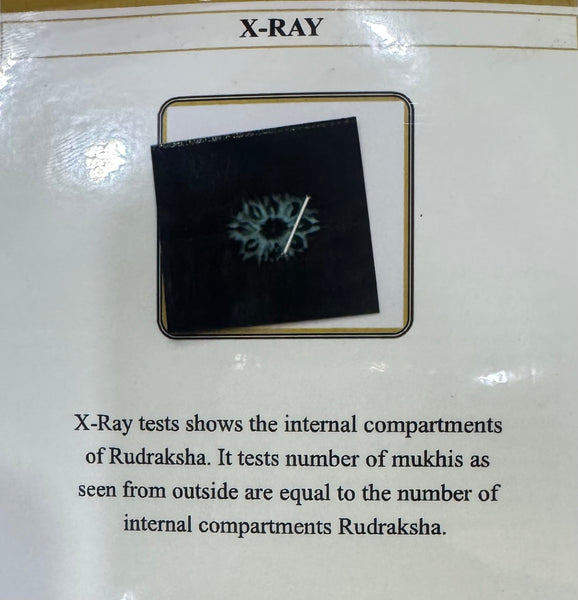 X-RAY
X-Ray tests shows the internal compartments
of Rudraksha. It tests number of mukhis as
seen from outside are equal to the number of
internal compartments Rudraksha.